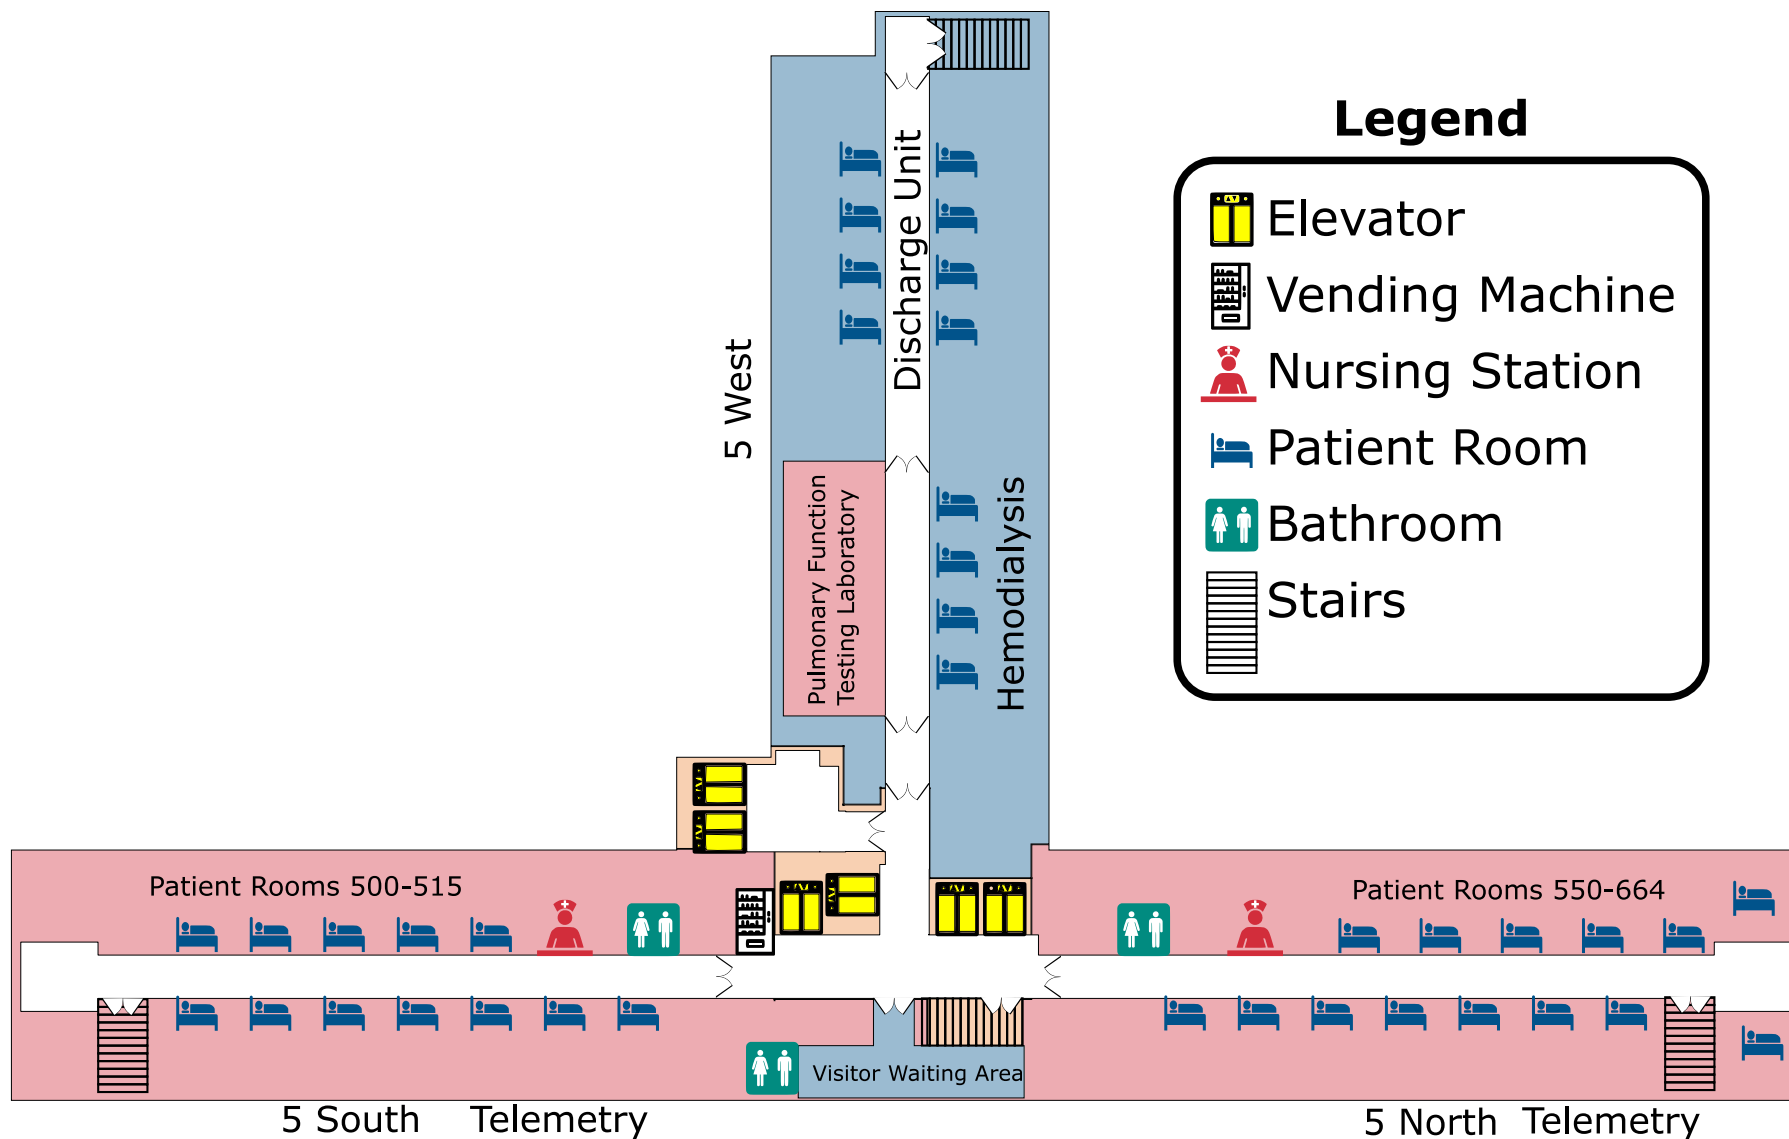 Legend
Elevator
Vending Machine
Nursing Station
Patient Room
Bathroom
Stairs
5 West
Discharge Unit
Pulmonary Function
Testing Laboratory
Hemodialysis
Patient Rooms 500-515
Patient Rooms 550-664
Visitor Waiting Area
5 South Telemetry
5 North Telemetry